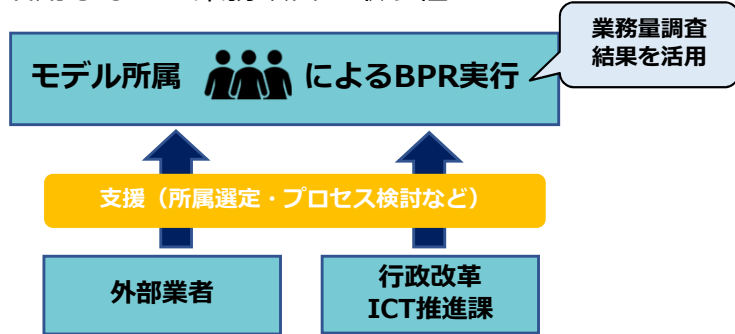 業務量調査
結果を活用
モデル所属 によるBPR実行
支援（所属選定・プロセス検討など）
外部業者
行政改革
ICT推進課